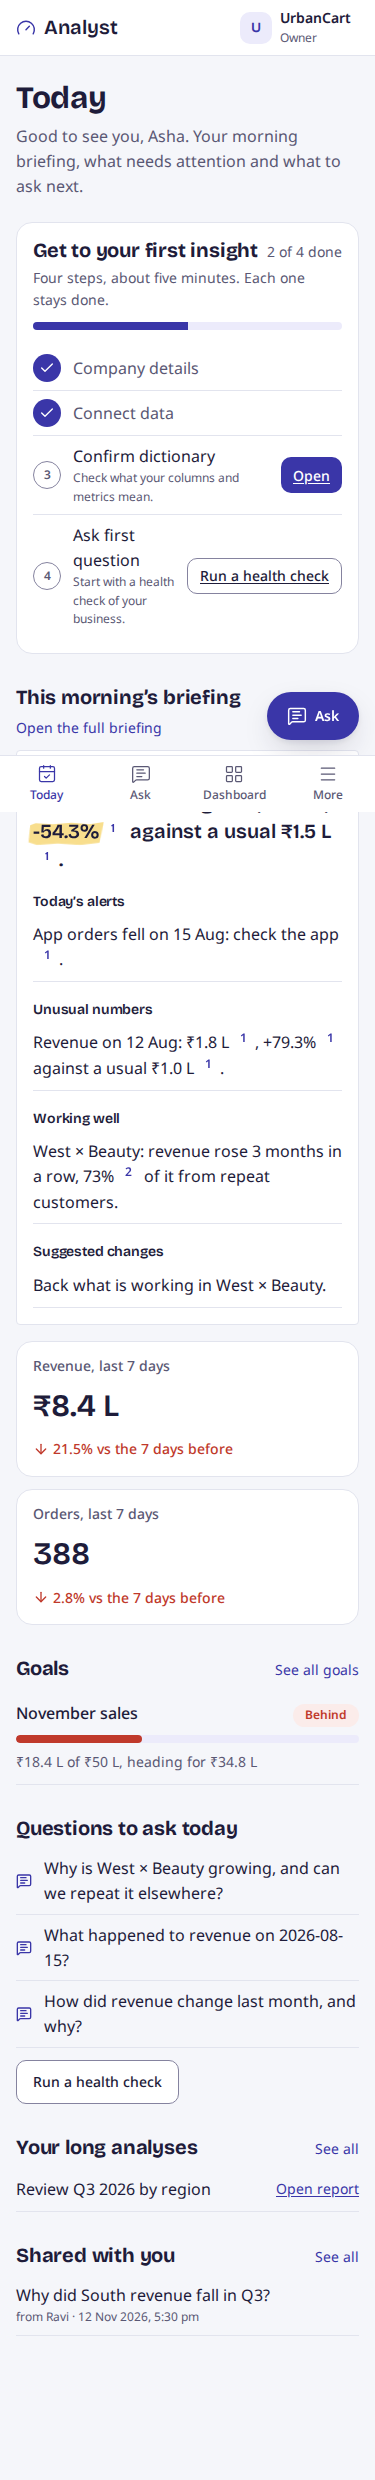 Analyst
U
UrbanCart
Owner
Today
Good to see you, Asha. Your morning
briefing, what needs attention and what to
ask next.
Get to your first insight 2 of 4 done
Four steps, about five minutes. Each one
stays done.
Company details
Connect data
3
Confirm dictionary
Check what your columns and
metrics mean.
Open
4
Ask first
question
Start with a health
check of your
business.
Run a health check
This morning's briefing
Open the full briefing
Ask
Today
Ask
Dashboard
More
-54.3% 1 against a usual ₹1.5 L
1 .
Today's alerts
App orders fell on 15 Aug: check the app
1 .
Unusual numbers
Revenue on 12 Aug: ₹1.8 L 1 , +79.3% 1
against a usual ₹1.0 L 1 .
Working well
West × Beauty: revenue rose 3 months in
a row, 73% 2 of it from repeat
customers.
Suggested changes
Back what is working in West × Beauty.
Revenue, last 7 days
₹8.4 L
↓ 21.5% vs the 7 days before
Orders, last 7 days
388
↓ 2.8% vs the 7 days before
Goals
See all goals
November sales
Behind
₹18.4 L of ₹50 L, heading for ₹34.8 L
Questions to ask today
Why is West × Beauty growing, and can
we repeat it elsewhere?
What happened to revenue on 2026-08-
15?
How did revenue change last month, and
why?
Run a health check
Your long analyses
See all
Review Q3 2026 by region
Open report
Shared with you
See all
Why did South revenue fall in Q3?
from Ravi · 12 Nov 2026, 5:30 pm